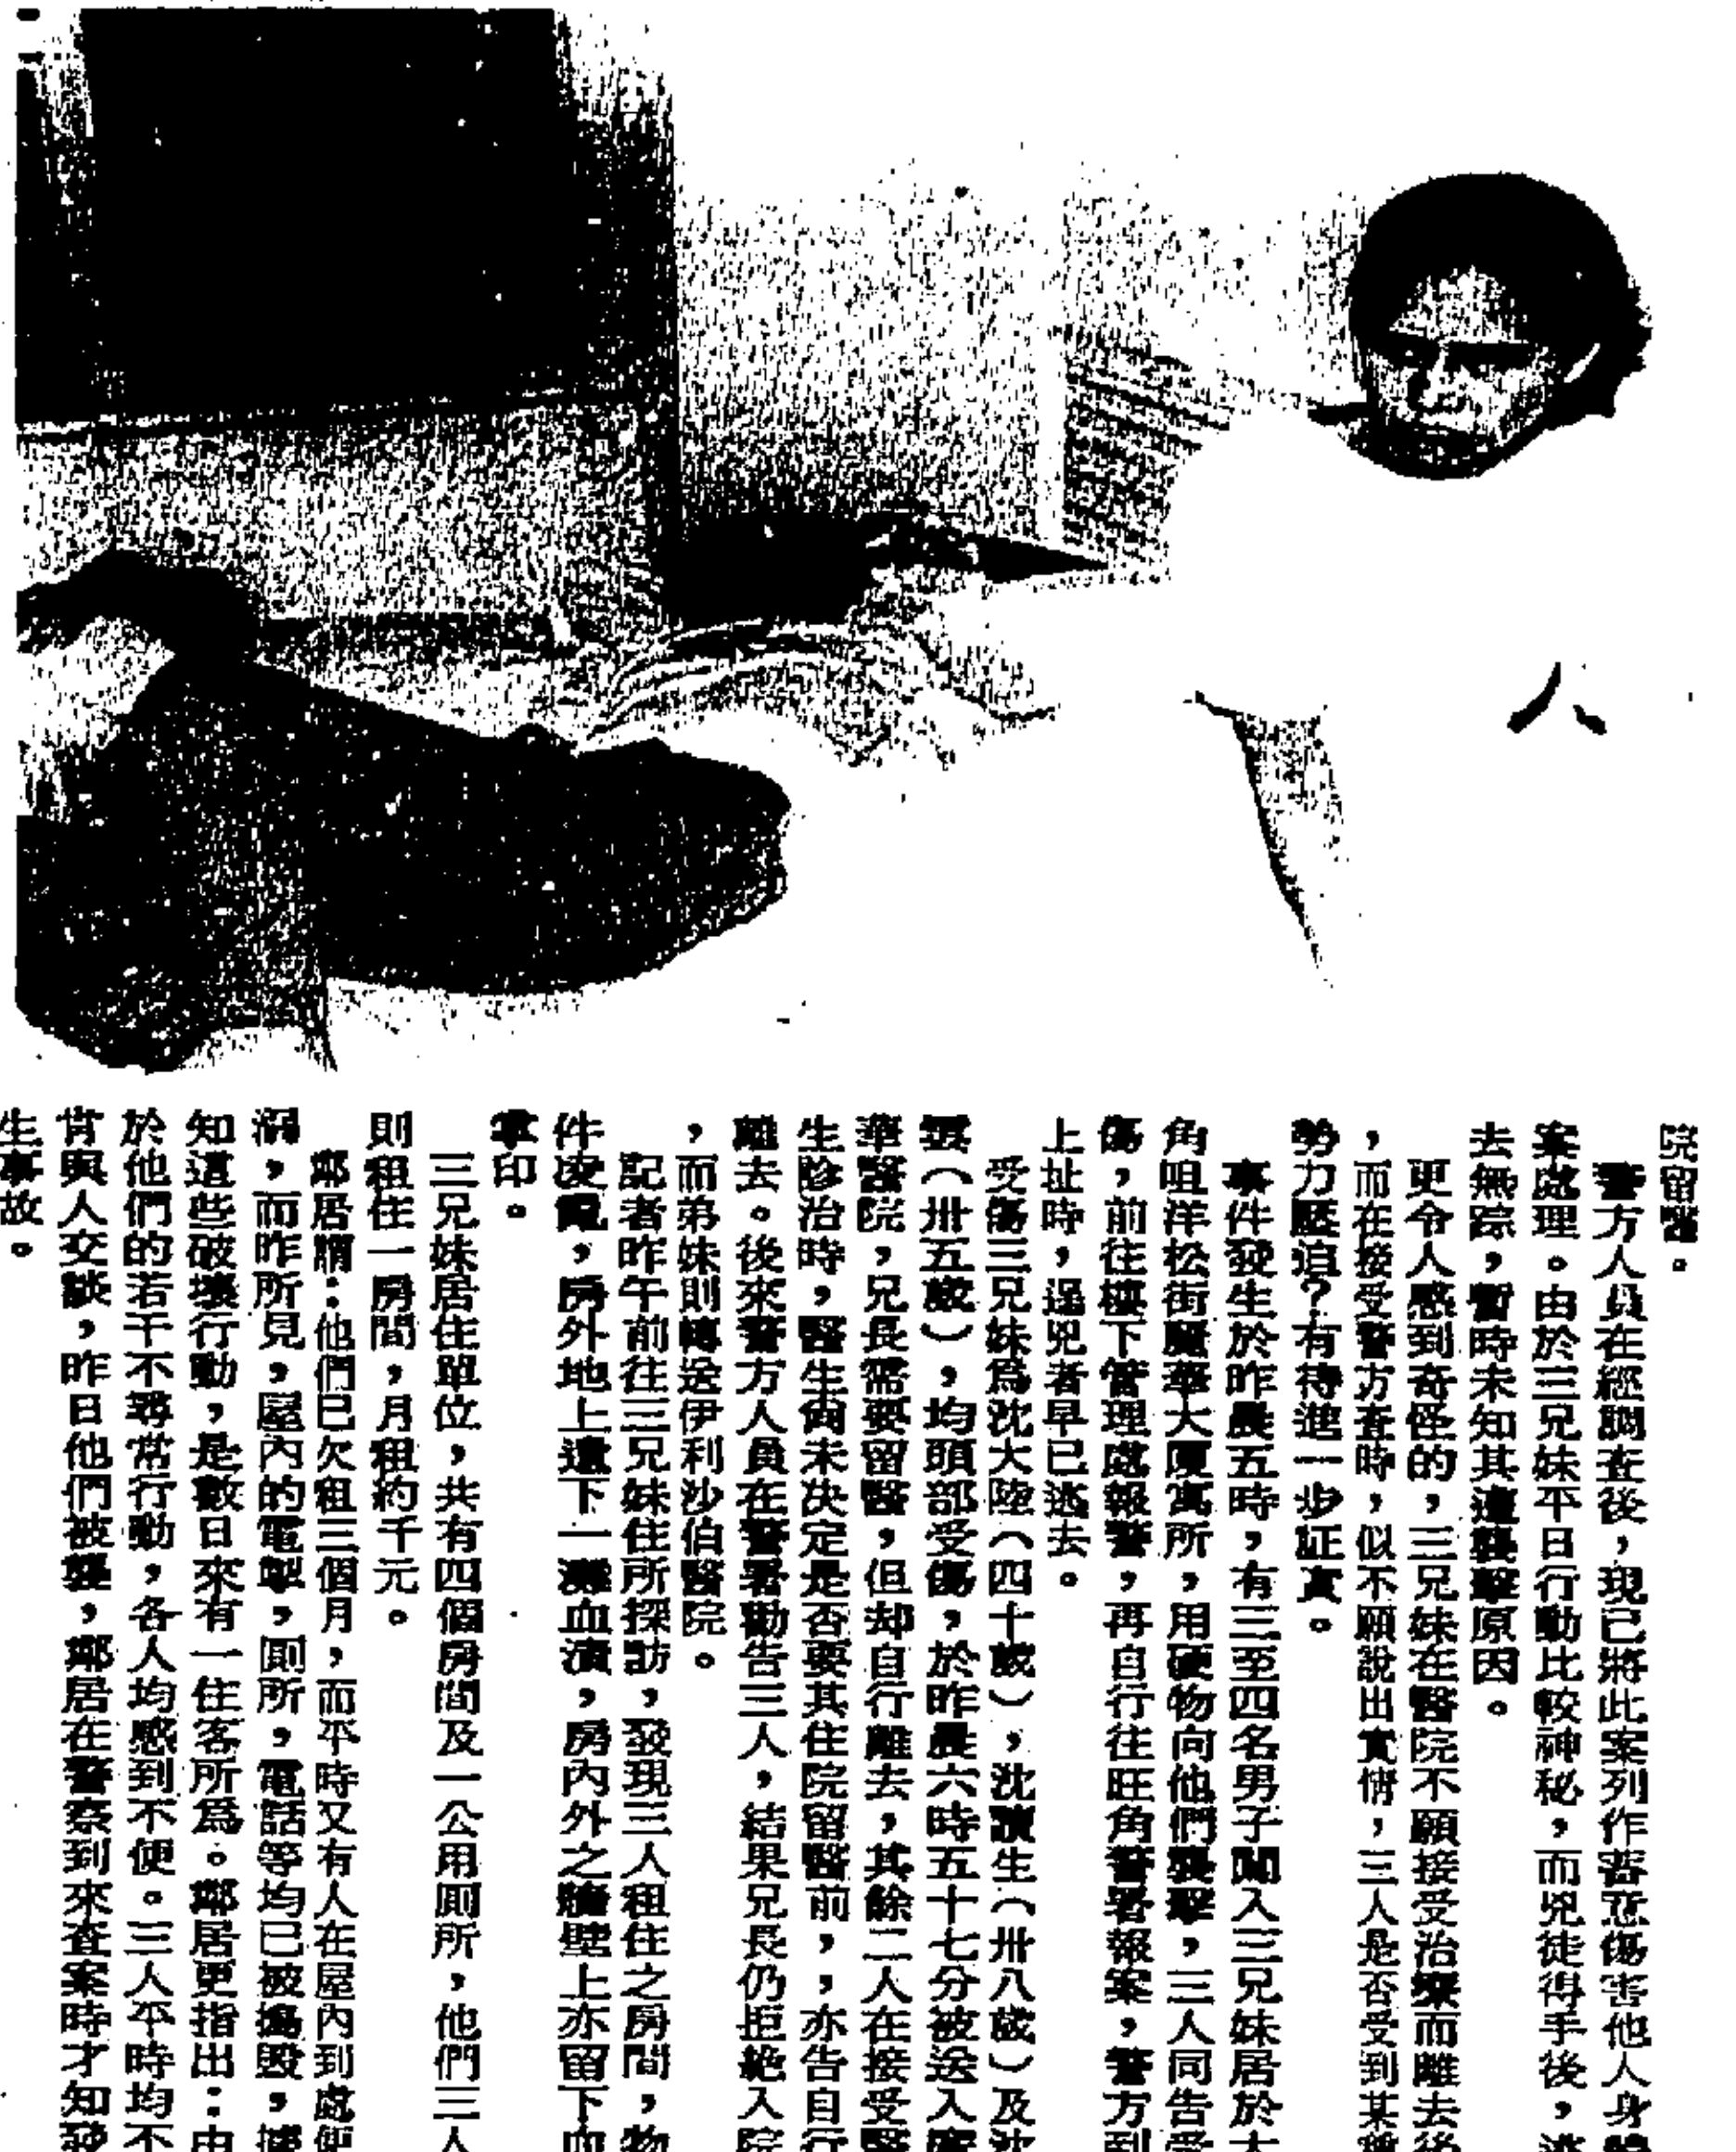 院留醫。
警方人員在經調查後，現已將此案列作蓄意傷害他人身體
案處理。由於三兄妹平日行動比較神秘，而兇徒得手後，逃
去無踪，暫時未知其遭襲擊原因。
更令人感到奇怪的，三兄妹在醫院不願接受治療而離去後
，而在接受警方查時，似不願說出實情，三人是否受到某種
勢力壓迫？有待進一步証實。
事件發生於昨晨五時，有三至四名男子闖入三兄妹居於大
角咀洋松街麗華大厦寓所，用硬物向他們襲擊，三人同告受
傷，前往樓下管理處報警，再自行往旺角警署報案，警方到
上址時，逞兇者早已逃去。
受傷三兄妹爲沈大陸（四十歲），沈讀生（卅八歲）及沈
雲（卅五歲），均頭部受傷，於昨晨六時五十七分被送入廣
華醫院，兄長需要留醫，但却自行離去，其餘二人在接受醫
生診治時，醫生尙未決定是否要其住院留醫前，亦告自行
離去。後來警方人員在警署勸告三人，結果兄長仍拒絶入院
，而弟妹則轉送伊利沙伯醫院。
記者昨午前往三兄妹住所探訪，發現三人租住之房間，物
件凌亂，房外地上遺下一灘血漬，房內外之牆壁上亦留下血
掌印。
三兄妹居住單位，共有四個房間及一公用厠所，他們三人
則租住一房間，月租約千元。
鄰居謂：他們已欠租三個月，而平時又有人在屋內到處便
溺，而昨所見，屋內的電掣，厠所，電話等均已被搗毀，據
知這些破壞行動，是數日來有一住客所爲。鄰居更指出：由
於他們的若干不尋常行動，各人均感到不便。三人平時均不
肯與人交談，昨日他們被襲，鄰居在警察到來查案時才知發
生事故。